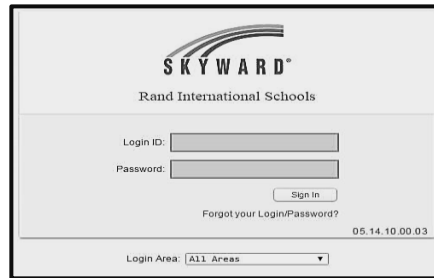 SKYWARD®
Rand International Schools
Login ID:
Password:
Sign In
Forgot your Login/Password?
05.14.10.00.03
Login Area: All Areas